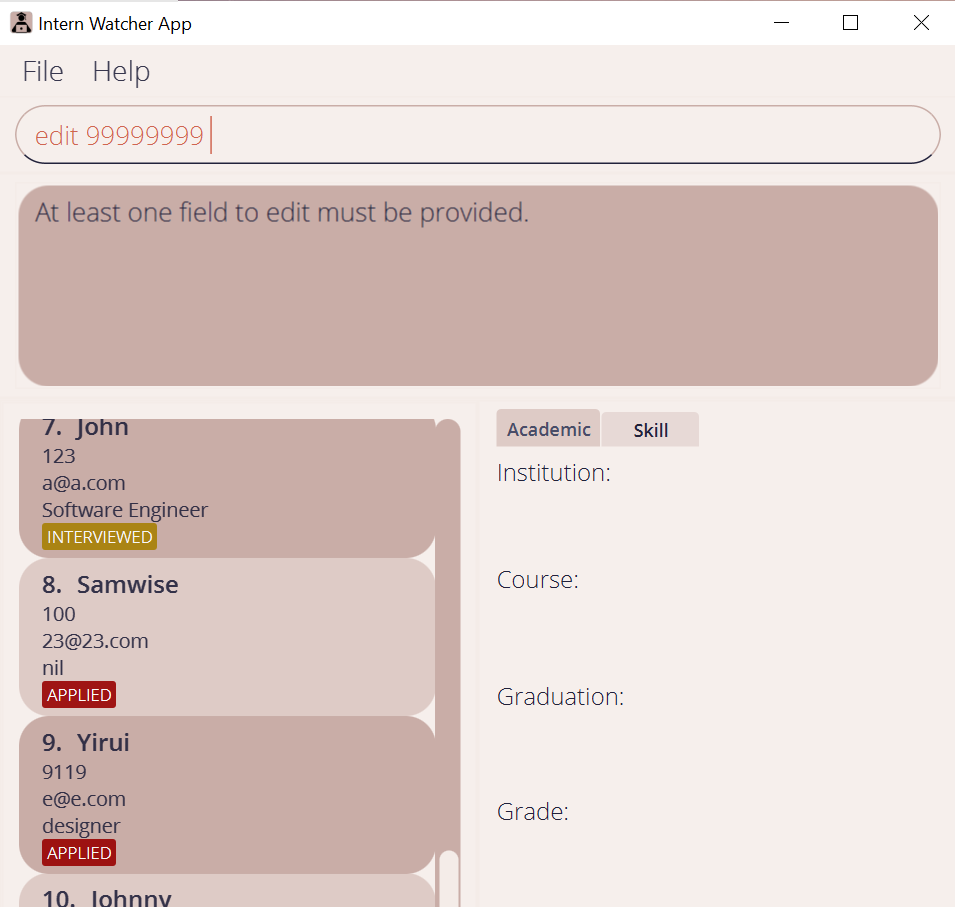 Intern Watcher App
File Help
edit 99999999
At least one field to edit must be provided.
7. John
123
a@a.com
Software Engineer
INTERVIEWED
8. Samwise
100
23@23.com
nil
APPLIED
9. Yirui
9119
e@e.com
designer
APPLIED
10. Johnny
Academic Skill
Institution:
Course:
Graduation:
Grade: